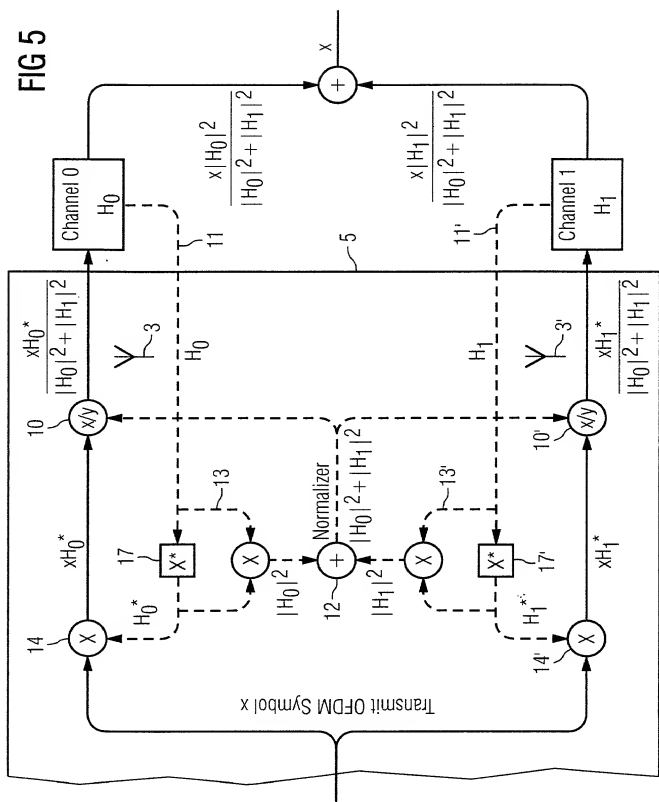 FIG 5
Transmit OFDM Symbol x
14
X
xH₀*
10
x/y
xH₀*
|H₀|² + |H₁|²
3
Channel 0
H₀
x|H₀|²
|H₀|² + |H₁|²
H₀*
17
X*
13
H₀
11
X
|H₀|²
12
+
Normalizer
|H₀|² + |H₁|²
5
+
x
|H₁|²
X
13'
H₁
11'
H₁*
17'
X*
14'
X
xH₁*
10'
x/y
3'
xH₁*
|H₀|² + |H₁|²
Channel 1
H₁
x|H₁|²
|H₀|² + |H₁|²